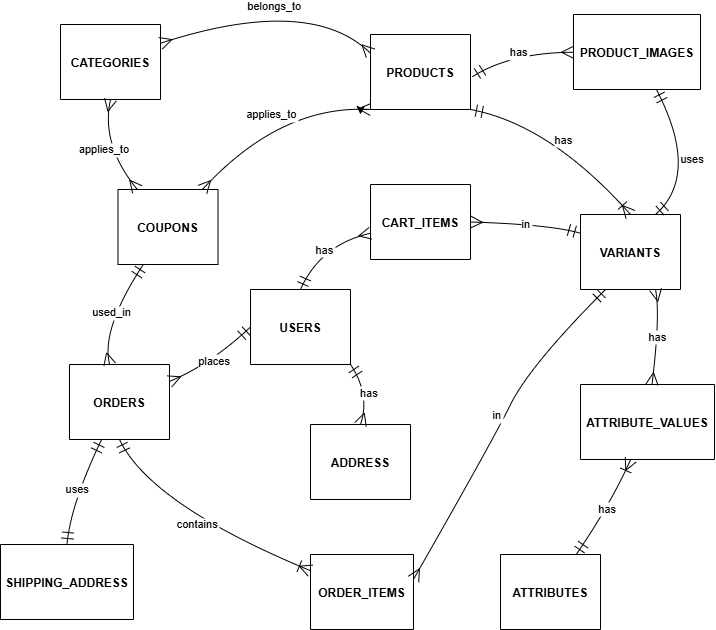 belongs_to
CATEGORIES
PRODUCTS
has
PRODUCT_IMAGES
applies_to
applies_to
has
uses
COUPONS
CART_ITEMS
in
VARIANTS
has
used_in
USERS
places
has
has
ORDERS
in
ATTRIBUTE_VALUES
ADDRESS
uses
contains
has
SHIPPING_ADDRESS
ORDER_ITEMS
ATTRIBUTES